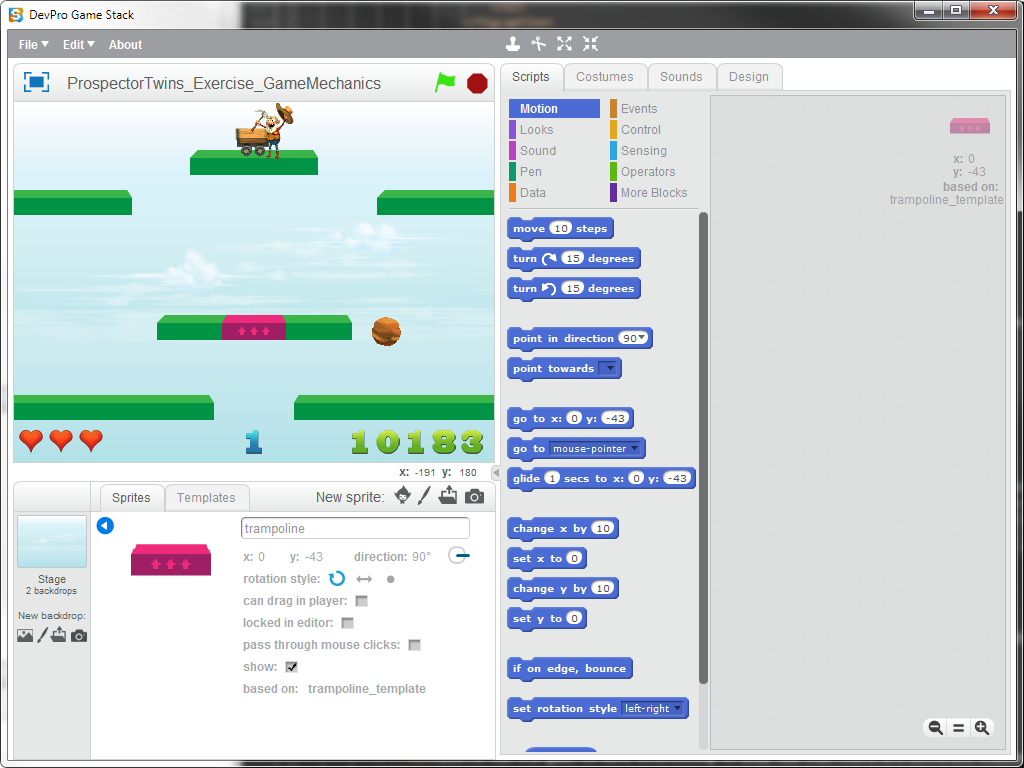 DevPro Game Stack
File Edit About
ProspectorTwins_Exercise_GameMechanics
1 10183
x: -191 y: 180
Sprites Templates New sprite:
Stage
2 backdrops
New backdrop:
trampoline
x: 0 y: -43 direction: 90°
rotation style:
can drag in player:
locked in editor:
pass through mouse clicks:
show:
based on: trampoline_template
Scripts Costumes Sounds Design
Motion Events
Looks Control
Sound Sensing
Pen Operators
Data More Blocks
move 10 steps
turn 15 degrees
turn 15 degrees
point in direction 90
point towards
go to x: 0 y: -43
go to mouse-pointer
glide 1 secs to x: 0 y: -43
change x by 10
set x to 0
change y by 10
set y to 0
if on edge, bounce
set rotation style left-right
x: 0
y: -43
based on:
trampoline_template